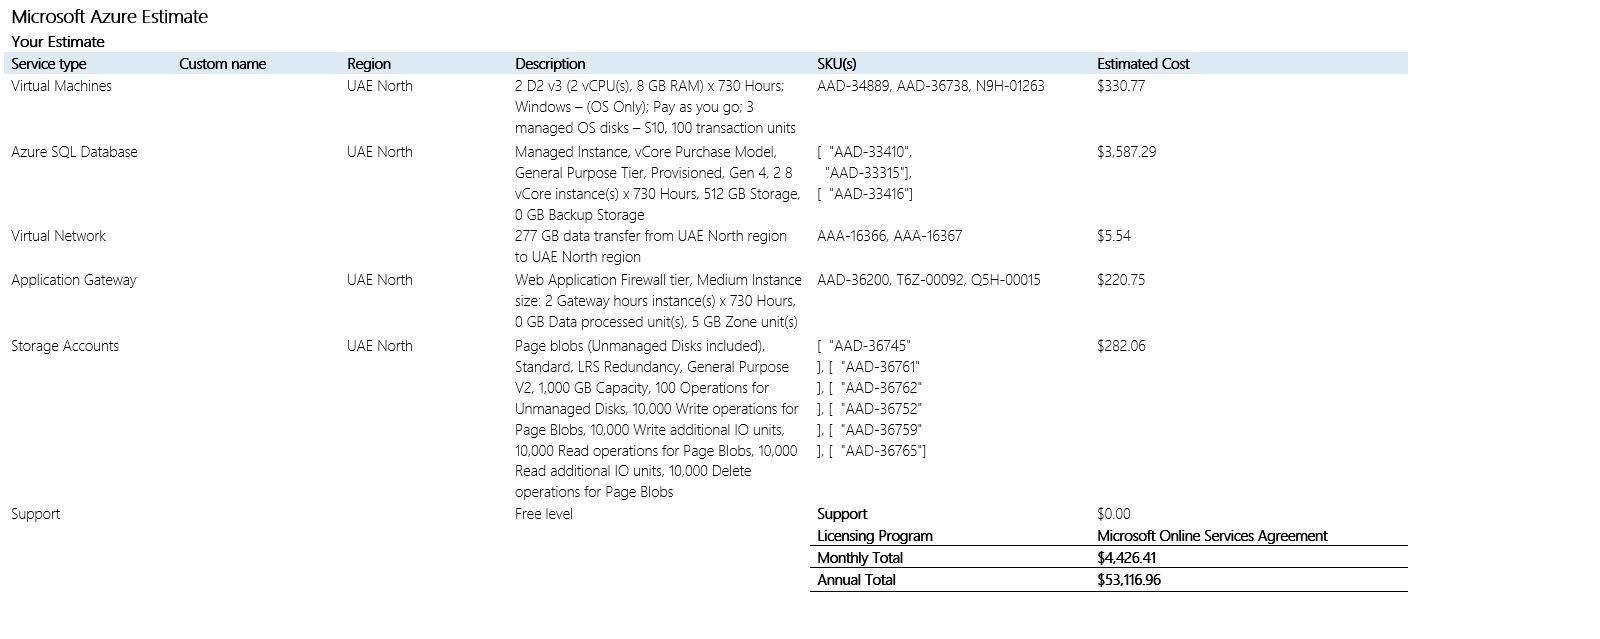 Microsoft Azure Estimate
Your Estimate
Service type Custom name Region Description SKU(s) Estimated Cost
Virtual Machines UAE North 2 D2 v3 (2 vCPU(s), 8 GB RAM) x 730 Hours; AAD-34889, AAD-36738, N9H-01263 $330.77
Windows – (OS Only); Pay as you go; 3
managed OS disks – S10, 100 transaction units
Azure SQL Database UAE North Managed Instance, vCore Purchase Model, [ "AAD-33410", $3,587.29
General Purpose Tier, Provisioned, Gen 4, 2 8 "AAD-33315"],
vCore instance(s) x 730 Hours, 512 GB Storage, [ "AAD-33416"]
0 GB Backup Storage
Virtual Network 277 GB data transfer from UAE North region AAA-16366, AAA-16367 $5.54
to UAE North region
Application Gateway UAE North Web Application Firewall tier, Medium Instance AAD-36200, T6Z-00092, Q5H-00015 $220.75
size: 2 Gateway hours instance(s) x 730 Hours,
0 GB Data processed unit(s), 5 GB Zone unit(s)
Storage Accounts UAE North Page blobs (Unmanaged Disks included), [ "AAD-36745" $282.06
Standard, LRS Redundancy, General Purpose ], [ "AAD-36761"
V2, 1,000 GB Capacity, 100 Operations for ], [ "AAD-36762"
Unmanaged Disks, 10,000 Write operations for ], [ "AAD-36752"
Page Blobs, 10,000 Write additional IO units, ], [ "AAD-36759"
10,000 Read operations for Page Blobs, 10,000 ], [ "AAD-36765"]
Read additional IO units, 10,000 Delete
operations for Page Blobs
Support Free level Support $0.00
Licensing Program Microsoft Online Services Agreement
Monthly Total $4,426.41
Annual Total $53,116.96